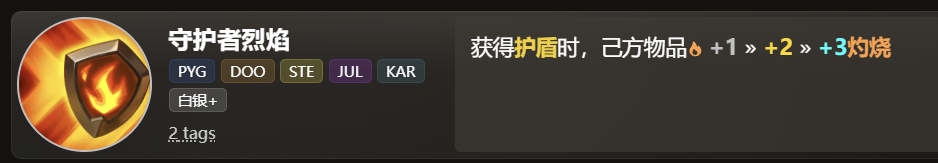 守护者烈焰
PYG DOO STE JUL KAR
白银+
2 tags
获得护盾时，己方物品 +1 » +2 » +3灼烧